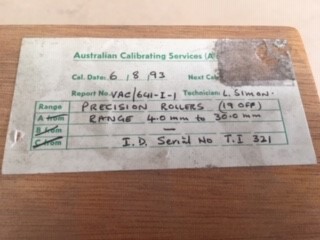 Australian Calibrating Services (A
Cal. Date: 6/8/93 Next Cal
Report No. VAC/641-I-1 Technician: L. SIMON.
Range PRECISION ROLLERS (19 OFF)
A from RANGE 4.0 mm to 30.0 mm
B from —
C from I.D. Serial No T.I 321